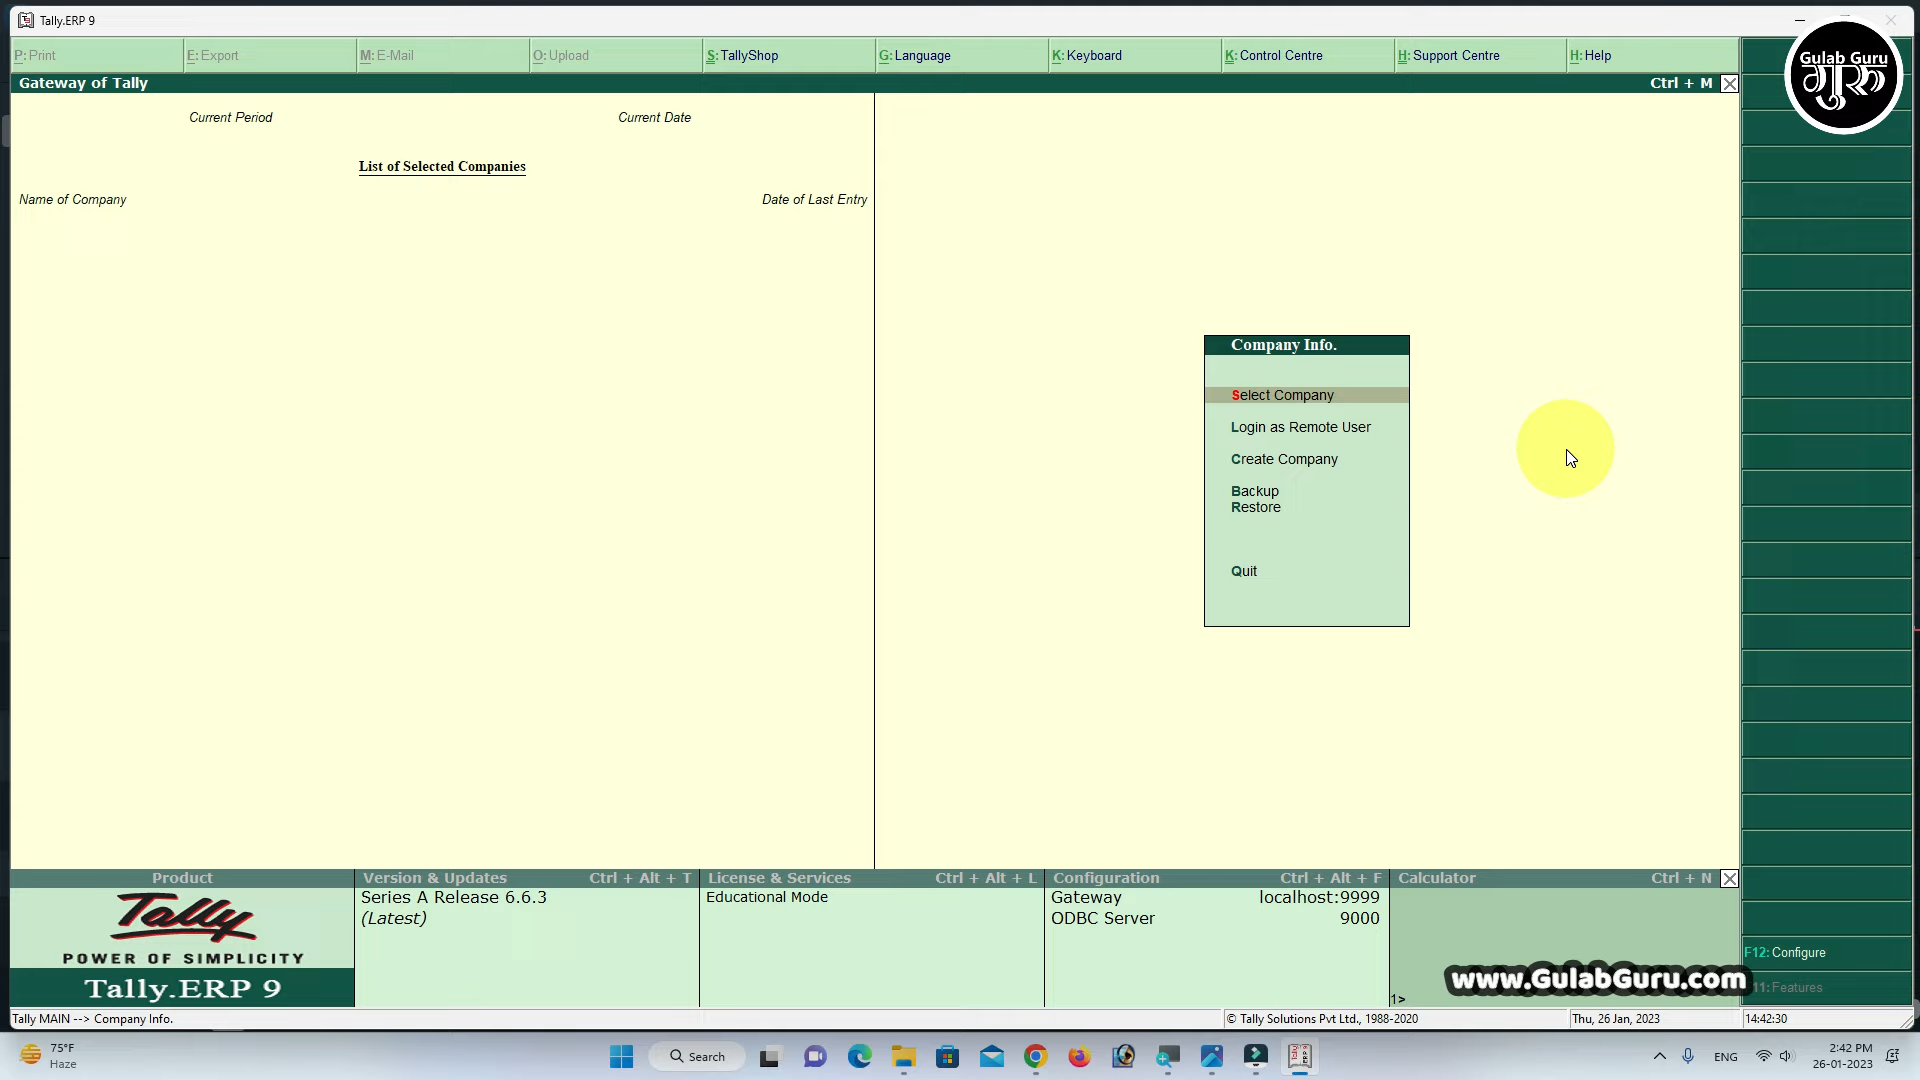 Tally.ERP 9
P: Print
E: Export
M: E-Mail
O: Upload
S: TallyShop
G: Language
K: Keyboard
K: Control Centre
H: Support Centre
H: Help
Gulab Guru
गुरु
Gateway of Tally
Ctrl + M
Current Period
Current Date
List of Selected Companies
Name of Company
Date of Last Entry
Company Info.
Select Company
Login as Remote User
Create Company
Backup
Restore
Quit
Product
Tally
POWER OF SIMPLICITY
Tally.ERP 9
Version & Updates
Ctrl + Alt + T
Series A Release 6.6.3
(Latest)
License & Services
Ctrl + Alt + L
Educational Mode
Configuration
Ctrl + Alt + F
Gateway localhost:9999
ODBC Server 9000
Calculator
Ctrl + N
1>
F12: Configure
11: Features
www.GulabGuru.com
Tally MAIN --> Company Info.
© Tally Solutions Pvt Ltd., 1988-2020
Thu, 26 Jan, 2023
14:42:30
75°F
Haze
Search
ENG
2:42 PM
26-01-2023